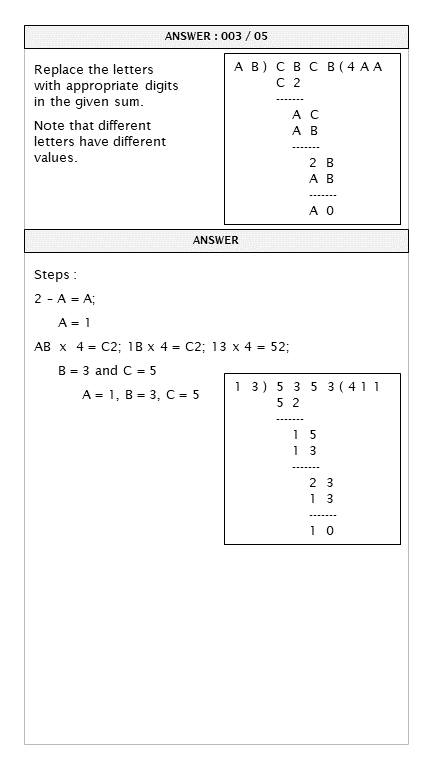 ANSWER : 003 / 05
Replace the letters
with appropriate digits
in the given sum.
Note that different
letters have different
values.
A B ) C B C B ( 4 A A
C 2
-------
A C
A B
-------
2 B
A B
-------
A 0
ANSWER
Steps :
2 – A = A;
A = 1
AB x 4 = C2; 1B x 4 = C2; 13 x 4 = 52;
B = 3 and C = 5
A = 1, B = 3, C = 5
1 3 ) 5 3 5 3 ( 4 1 1
5 2
-------
1 5
1 3
-------
2 3
1 3
-------
1 0